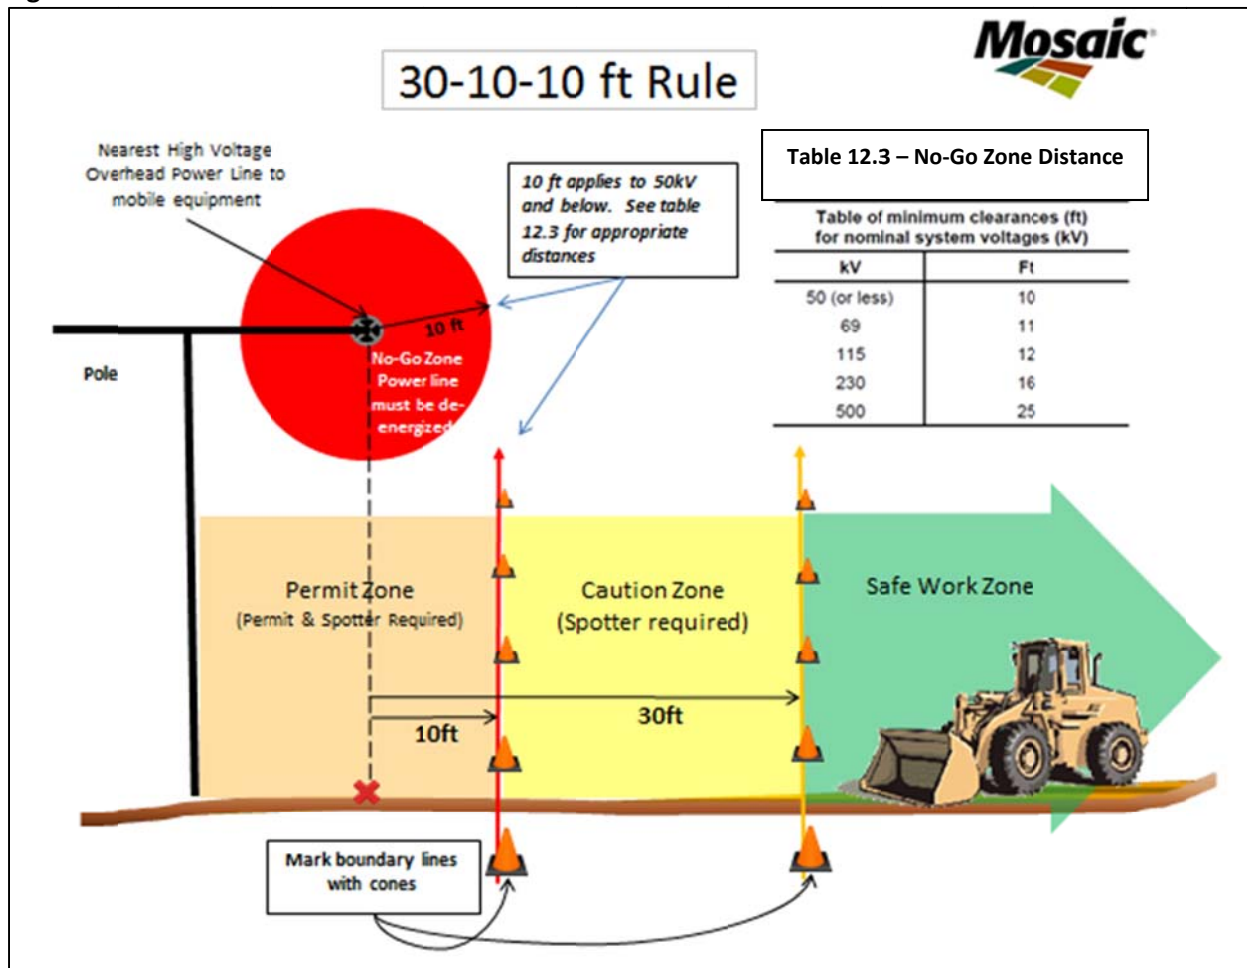 Mosaic
30-10-10 ft Rule
Nearest High Voltage
Overhead Power Line to
mobile equipment
10 ft applies to 50kV
and below. See table
12.3 for appropriate
distances
Table 12.3 – No-Go Zone Distance
Table of minimum clearances (ft)
for nominal system voltages (kV)
kV Ft
50 (or less) 10
69 11
115 12
230 16
500 25
10 ft
Pole
No-Go Zone
Power line
must be de-
energized
Permit Zone
(Permit & Spotter Required)
Caution Zone
(Spotter required)
Safe Work Zone
10ft
30ft
Mark boundary lines
with cones